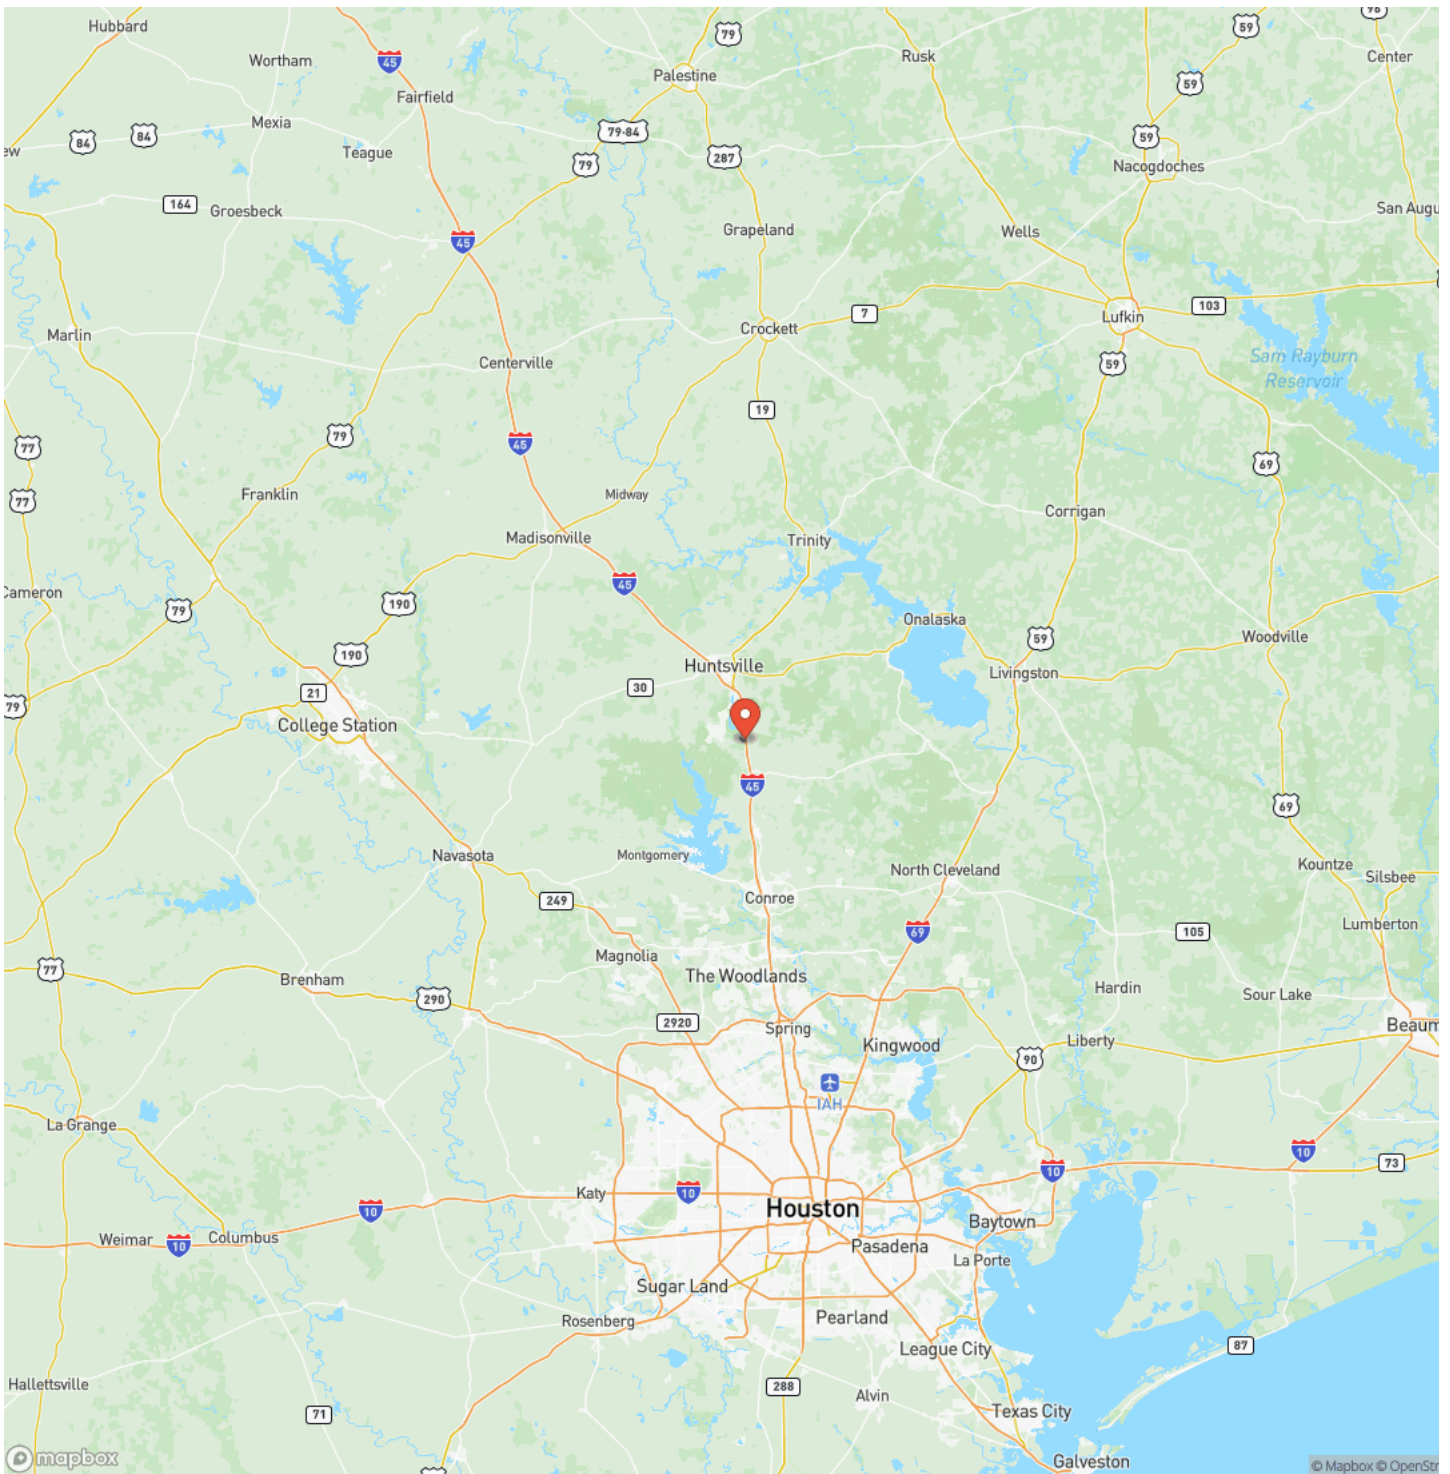 96
Hubbard
79
59
Wortham
45
Rusk
Center
Palestine
59
Fairfield
Mexia
84
84
79-84
59
ew
Teague
79
287
Nacogdoches
164
Groesbeck
San Augu
Grapeland
Wells
45
103
7
Lufkin
Marlin
Crockett
Centerville
59
Sam Rayburn
Reservoir
19
79
45
77
69
77
Franklin
Midway
Corrigan
Madisonville
Trinity
45
Cameron
79
190
Onalaska
59
Woodville
190
Huntsville
Livingston
21
30
79
College Station
45
69
Navasota
Montgomery
North Cleveland
Kountze
Silsbee
249
Conroe
Lumberton
69
105
Magnolia
77
Brenham
The Woodlands
Hardin
Sour Lake
290
2920
Spring
Beaum
Kingwood
Liberty
90
IAH
La Grange
10
73
10
Katy
10
10
Houston
Baytown
Weimar
10
Columbus
Pasadena
La Porte
Sugar Land
Rosenberg
Pearland
87
League City
Hallettsville
288
Alvin
71
Texas City
mapbox
Galveston
© Mapbox © OpenStr